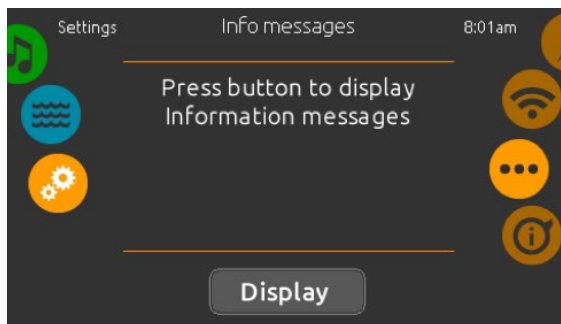 Settings
Info messages
8:01am
Press button to display
Information messages
Display